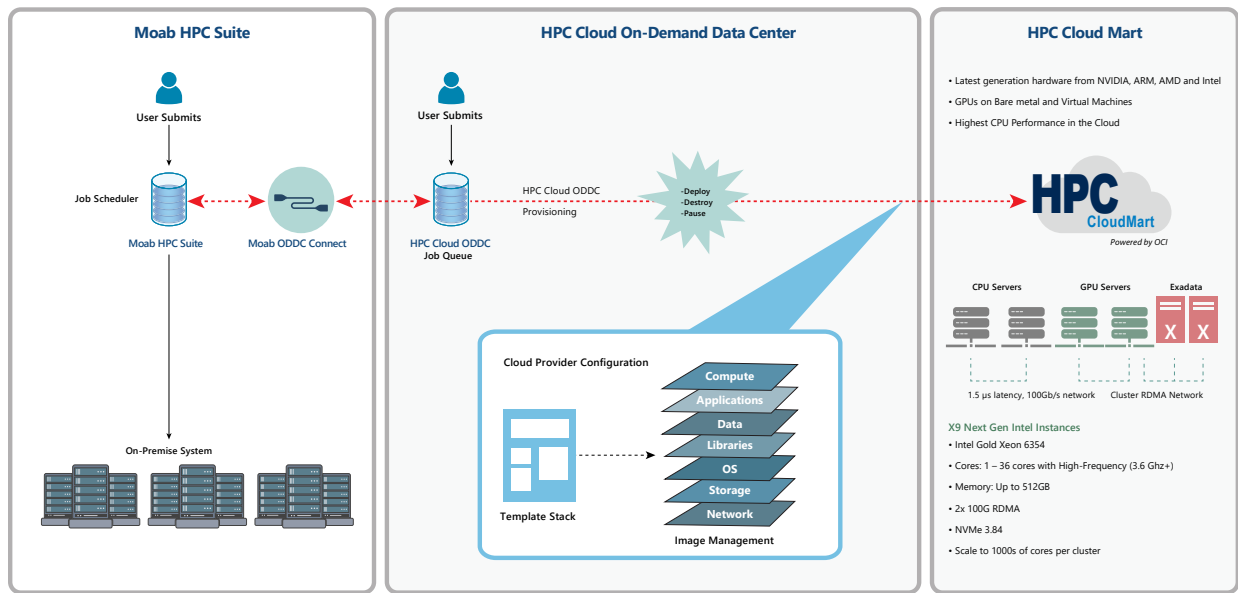 Moab HPC Suite
User Submits
Job Scheduler
Moab HPC Suite
Moab ODDC Connect
On-Premise System
HPC Cloud On-Demand Data Center
User Submits
HPC Cloud ODDC
Job Queue
HPC Cloud ODDC
Provisioning
-Deploy
-Destroy
-Pause
Cloud Provider Configuration
Template Stack
Compute
Applications
Data
Libraries
OS
Storage
Network
Image Management
HPC Cloud Mart
• Latest generation hardware from NVIDIA, ARM, AMD and Intel
• GPUs on Bare metal and Virtual Machines
• Highest CPU Performance in the Cloud
HPC
CloudMart
Powered by OCI
CPU Servers
GPU Servers
Exadata
X X
1.5 μs latency, 100Gb/s network
Cluster RDMA Network
X9 Next Gen Intel Instances
• Intel Gold Xeon 6354
• Cores: 1 – 36 cores with High-Frequency (3.6 Ghz+)
• Memory: Up to 512GB
• 2x 100G RDMA
• NVMe 3.84
• Scale to 1000s of cores per cluster